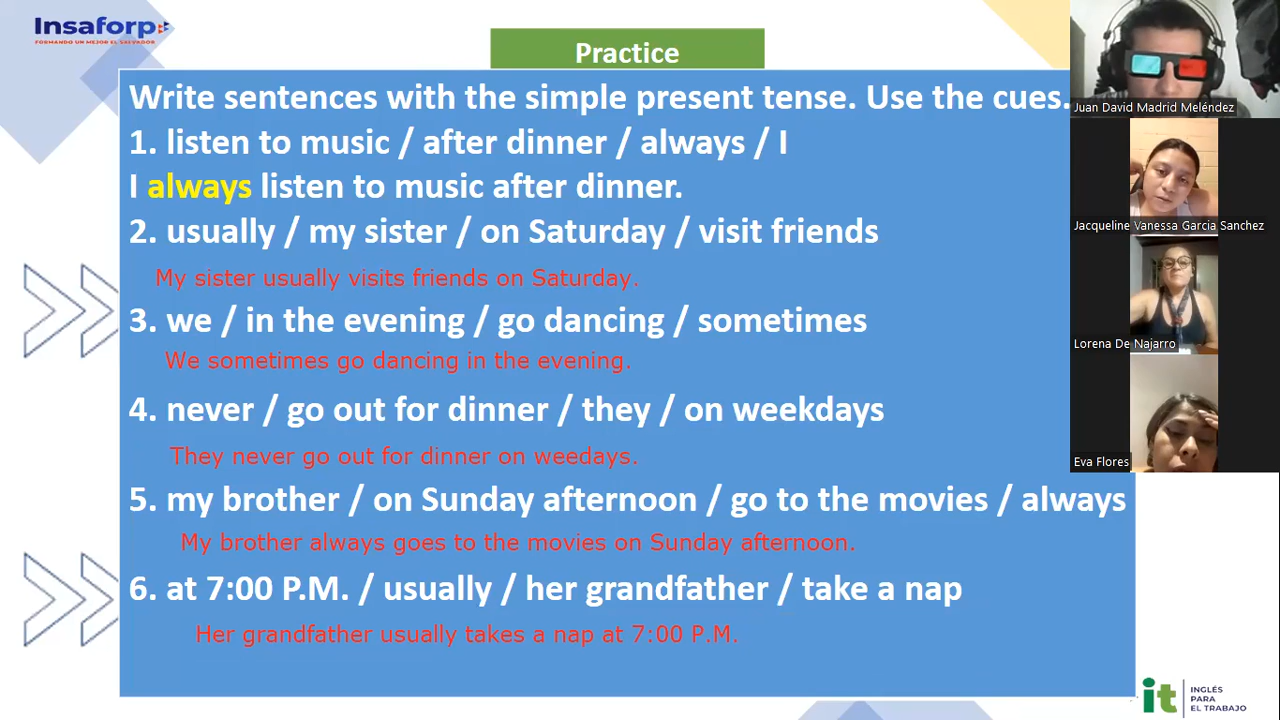 Insaforp
FORMANDO UN MEJOR EL SALVADOR
Practice
Write sentences with the simple present tense. Use the cues.
1. listen to music / after dinner / always / I
I always listen to music after dinner.
2. usually / my sister / on Saturday / visit friends
My sister usually visits friends on Saturday.
3. we / in the evening / go dancing / sometimes
We sometimes go dancing in the evening.
4. never / go out for dinner / they / on weekdays
They never go out for dinner on weedays.
5. my brother / on Sunday afternoon / go to the movies / always
My brother always goes to the movies on Sunday afternoon.
6. at 7:00 P.M. / usually / her grandfather / take a nap
Her grandfather usually takes a nap at 7:00 P.M.
Juan David Madrid Meléndez
Jacqueline Vanessa Garcia Sanchez
Lorena De Najarro
Eva Flores
it
INGLÉS
PARA
EL TRABAJO